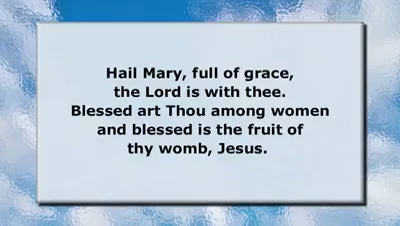 Hail Mary, full of grace,
the Lord is with thee.
Blessed art Thou among women
and blessed is the fruit of
thy womb, Jesus.